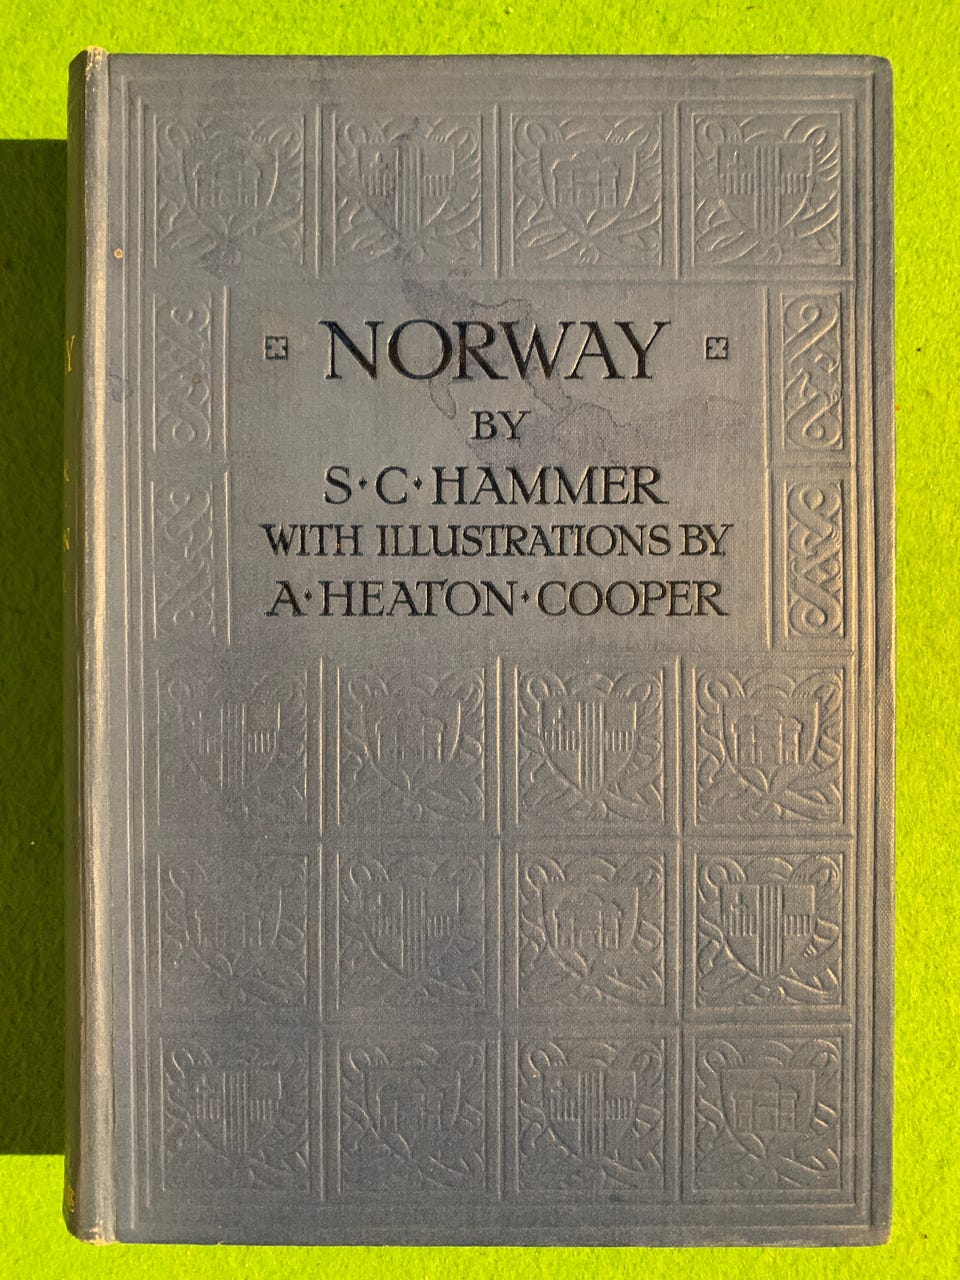 NORWAY
BY
S·C·HAMMER
WITH ILLUSTRATIONS BY
A·HEATON·COOPER